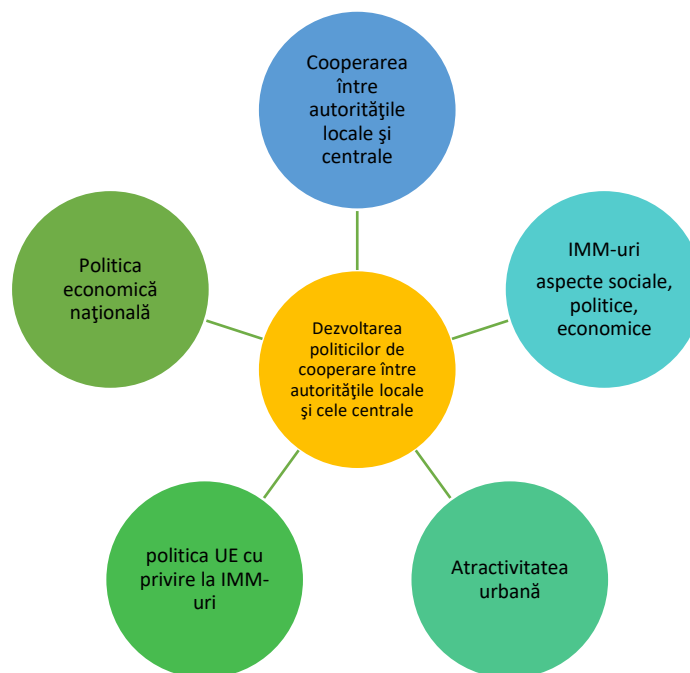 Cooperarea
între
autorităţile
locale şi
centrale
IMM-uri
aspecte sociale,
politice,
economice
Politica
economică
naţională
Dezvoltarea
politicilor de
cooperare între
autorităţile locale
şi cele centrale
politica UE cu
privire la IMM-
uri
Atractivitatea
urbană